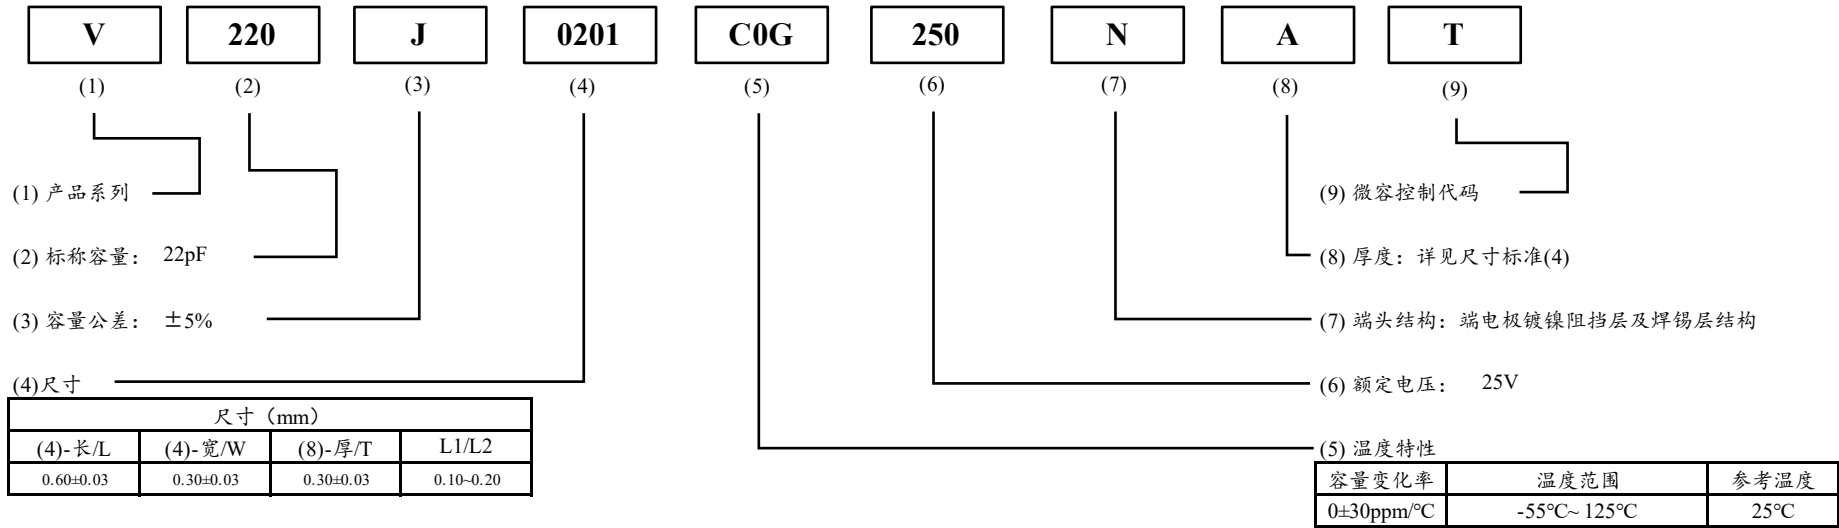 V 220 J 0201 C0G 250 N A T
(1) (2) (3) (4) (5) (6) (7) (8) (9)
(1) 产品系列
(9) 微容控制代码
(2) 标称容量： 22pF
(8) 厚度：详见尺寸标准(4)
(3) 容量公差： ±5%
(7) 端头结构：端电极镀镍阻挡层及焊锡层结构
(4)尺寸
(6) 额定电压： 25V
尺寸（mm）
(4)-长/L (4)-宽/W (8)-厚/T L1/L2
0.60±0.03 0.30±0.03 0.30±0.03 0.10~0.20
(5) 温度特性
容量变化率 温度范围 参考温度
0±30ppm/℃ -55℃~ 125℃ 25℃